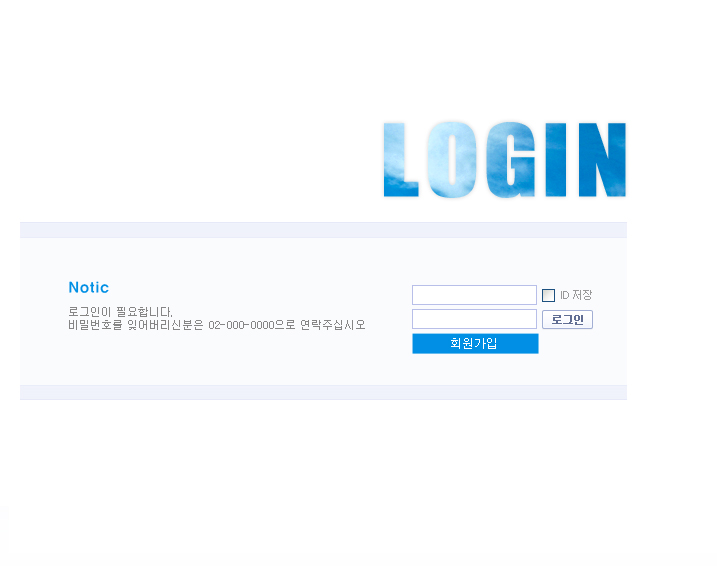 LOGIN
Notic
로그인이 필요합니다.
비밀번호를 잊어버리신분은 02-000-0000으로 연락주십시오
ID 저장
로그인
회원가입